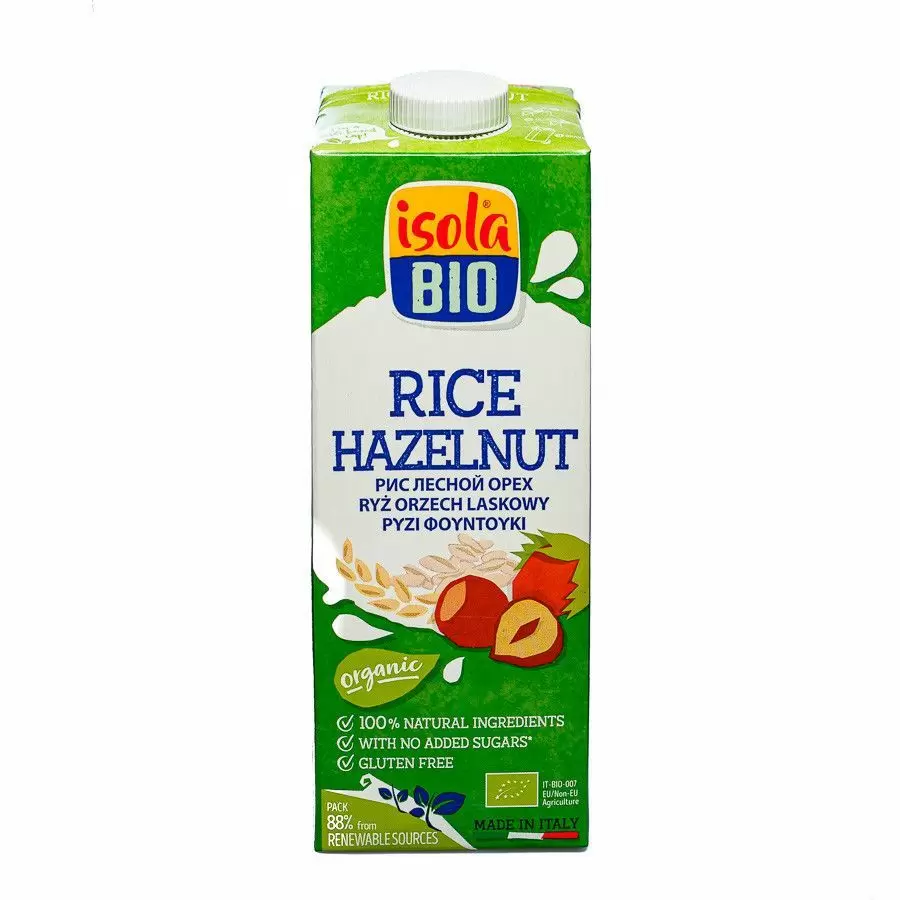 isola®
BIO
RICE
HAZELNUT
РИС ЛЕСНОЙ ОРЕХ
RYŻ ORZECH LASKOWY
ΡΥΖΙ ΦΟΥΝΤΟΥΚΙ
organic
100% NATURAL INGREDIENTS
WITH NO ADDED SUGARS*
GLUTEN FREE
IT-BIO-007
EU/Non-EU
Agriculture
PACK
88% from
RENEWABLE SOURCES
MADE IN ITALY